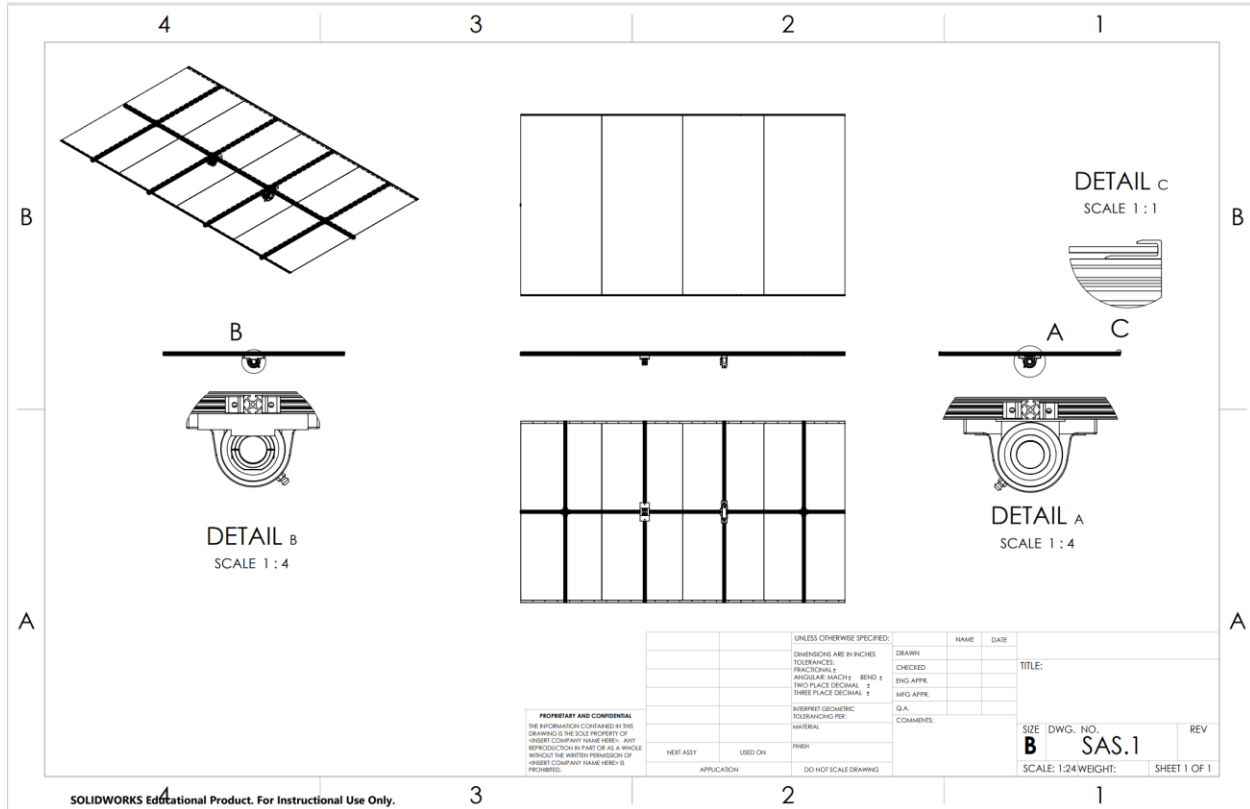 4 3 2 1
B B
DETAIL C
SCALE 1 : 1
B A C
DETAIL B
SCALE 1 : 4
DETAIL A
SCALE 1 : 4
A A
UNLESS OTHERWISE SPECIFIED:
DIMENSIONS ARE IN INCHES
TOLERANCES:
FRACTIONAL ±
ANGULAR: MACH ± BEND ±
TWO PLACE DECIMAL ±
THREE PLACE DECIMAL ±
INTERPRET GEOMETRIC
TOLERANCING PER:
MATERIAL
FINISH
DO NOT SCALE DRAWING
NAME DATE
DRAWN
CHECKED
ENG APPR.
MFG APPR.
Q.A.
COMMENTS:
TITLE:
SIZE DWG. NO. REV
B SAS.1
SCALE: 1:24 WEIGHT: SHEET 1 OF 1
PROPRIETARY AND CONFIDENTIAL
THE INFORMATION CONTAINED IN THIS
DRAWING IS THE SOLE PROPERTY OF
<INSERT COMPANY NAME HERE>. ANY
REPRODUCTION IN PART OR AS A WHOLE
WITHOUT THE WRITTEN PERMISSION OF
<INSERT COMPANY NAME HERE> IS
PROHIBITED.
NEXT ASSY USED ON
APPLICATION
4 3 2 1
SOLIDWORKS Educational Product. For Instructional Use Only.